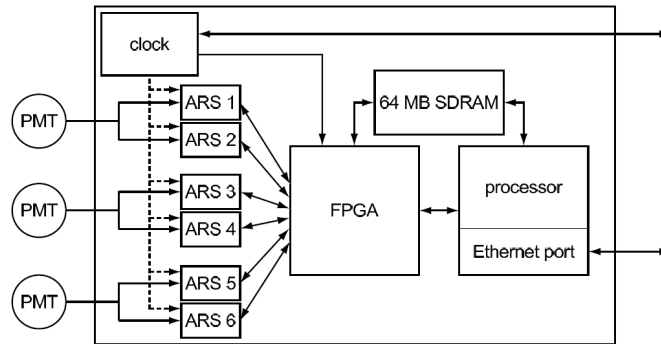 clock
ARS 1
PMT
ARS 2
64 MB SDRAM
ARS 3
PMT
ARS 4
FPGA
processor
Ethernet port
ARS 5
PMT
ARS 6